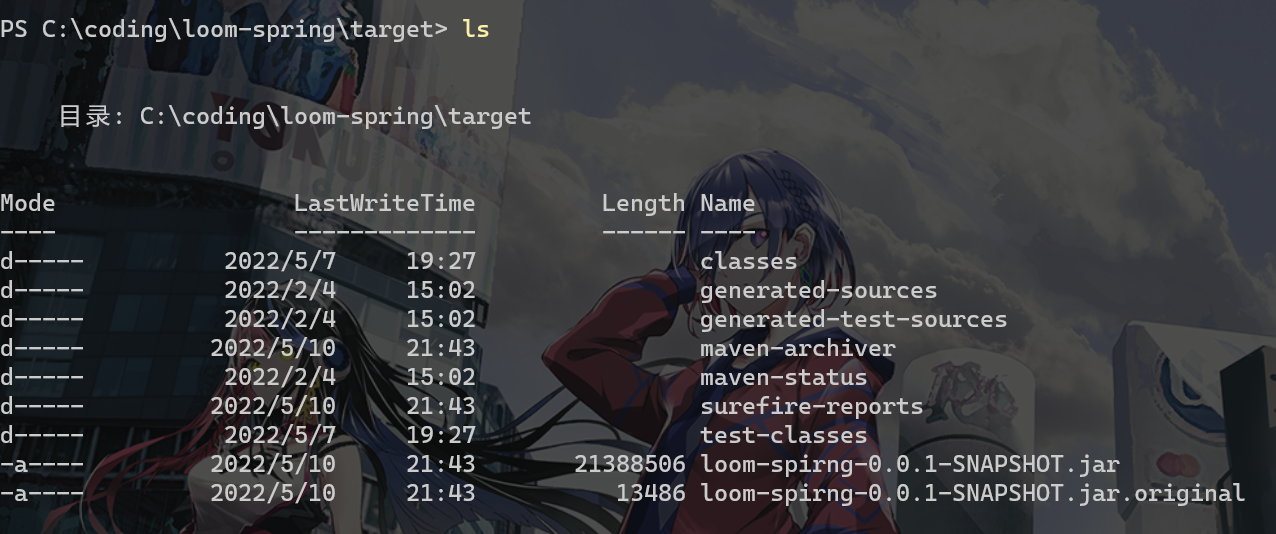 PS C:\coding\loom-spring\target> ls
目录: C:\coding\loom-spring\target
Mode LastWriteTime Length Name
---- ------------- ------ ----
d----- 2022/5/7 19:27 classes
d----- 2022/2/4 15:02 generated-sources
d----- 2022/2/4 15:02 generated-test-sources
d----- 2022/5/10 21:43 maven-archiver
d----- 2022/2/4 15:02 maven-status
d----- 2022/5/10 21:43 surefire-reports
d----- 2022/5/7 19:27 test-classes
-a---- 2022/5/10 21:43 21388506 loom-spirng-0.0.1-SNAPSHOT.jar
-a---- 2022/5/10 21:43 13486 loom-spirng-0.0.1-SNAPSHOT.jar.original